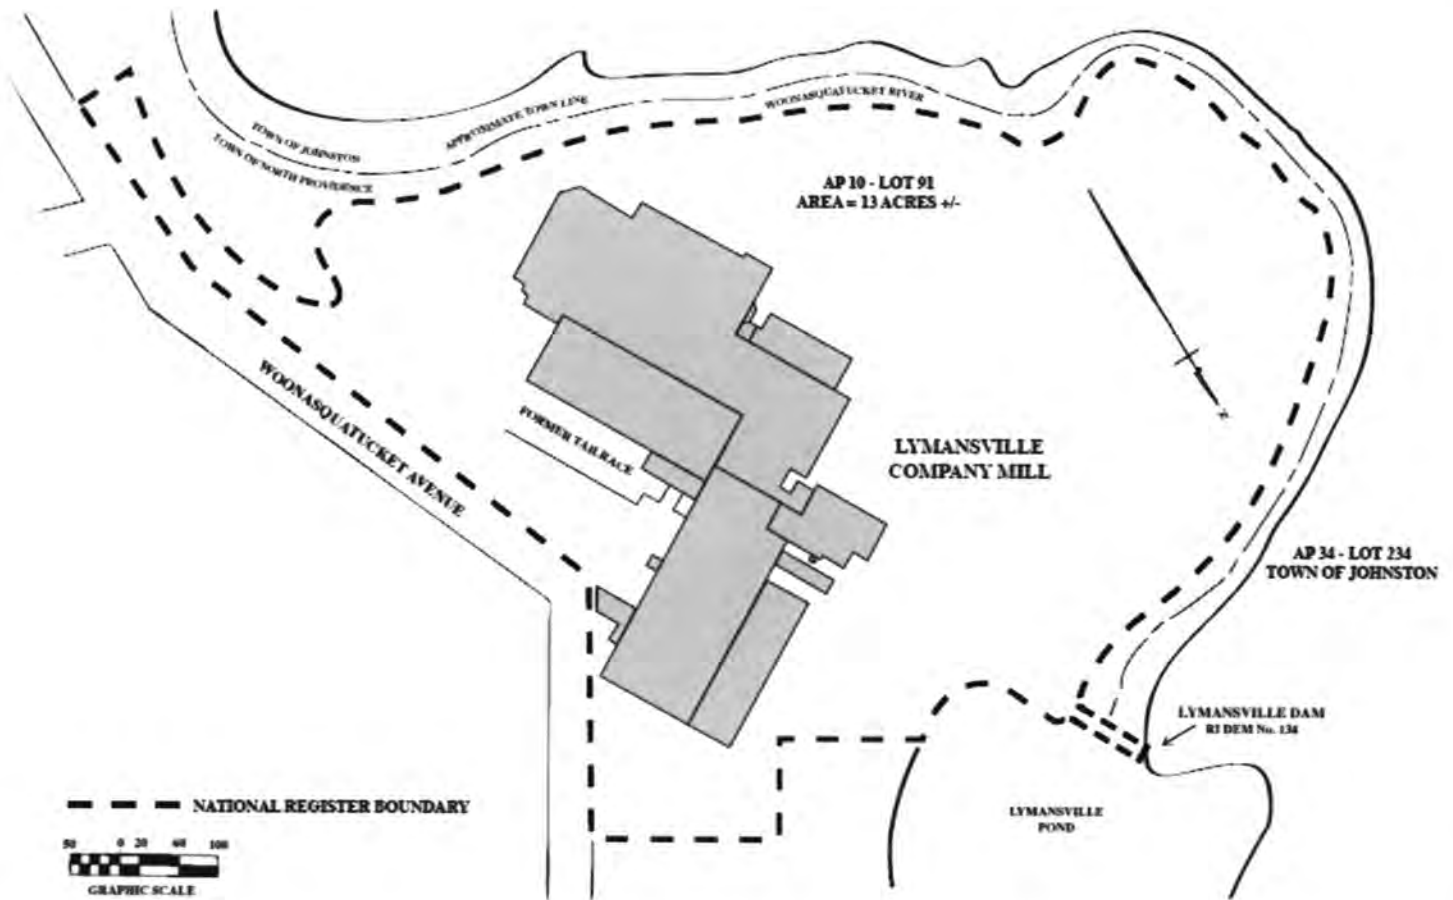 TOWN OF JOHNSTON
TOWN OF NORTH PROVIDENCE
APPROXIMATE TOWN LINE
WOONASQUATUCKET RIVER
AP 10 - LOT 91
AREA = 13 ACRES +/-
WOONASQUATUCKET AVENUE
FORMER TAILRACE
LYMANSVILLE
COMPANY MILL
N
AP 34 - LOT 234
TOWN OF JOHNSTON
LYMANSVILLE DAM
RI DEM No. 134
LYMANSVILLE
POND
NATIONAL REGISTER BOUNDARY
50 0 20 60 100
GRAPHIC SCALE